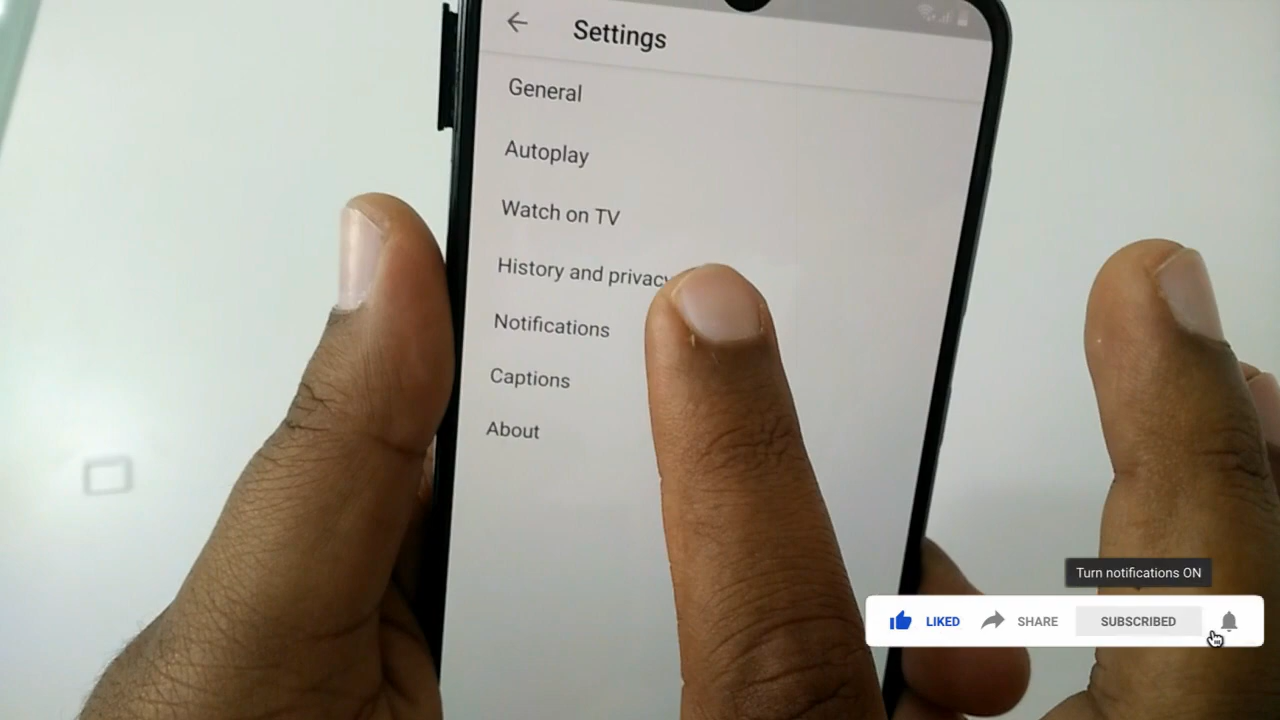 Settings
General
Autoplay
Watch on TV
History and privacy
Notifications
Captions
About
Turn notifications ON
LIKED SHARE SUBSCRIBED